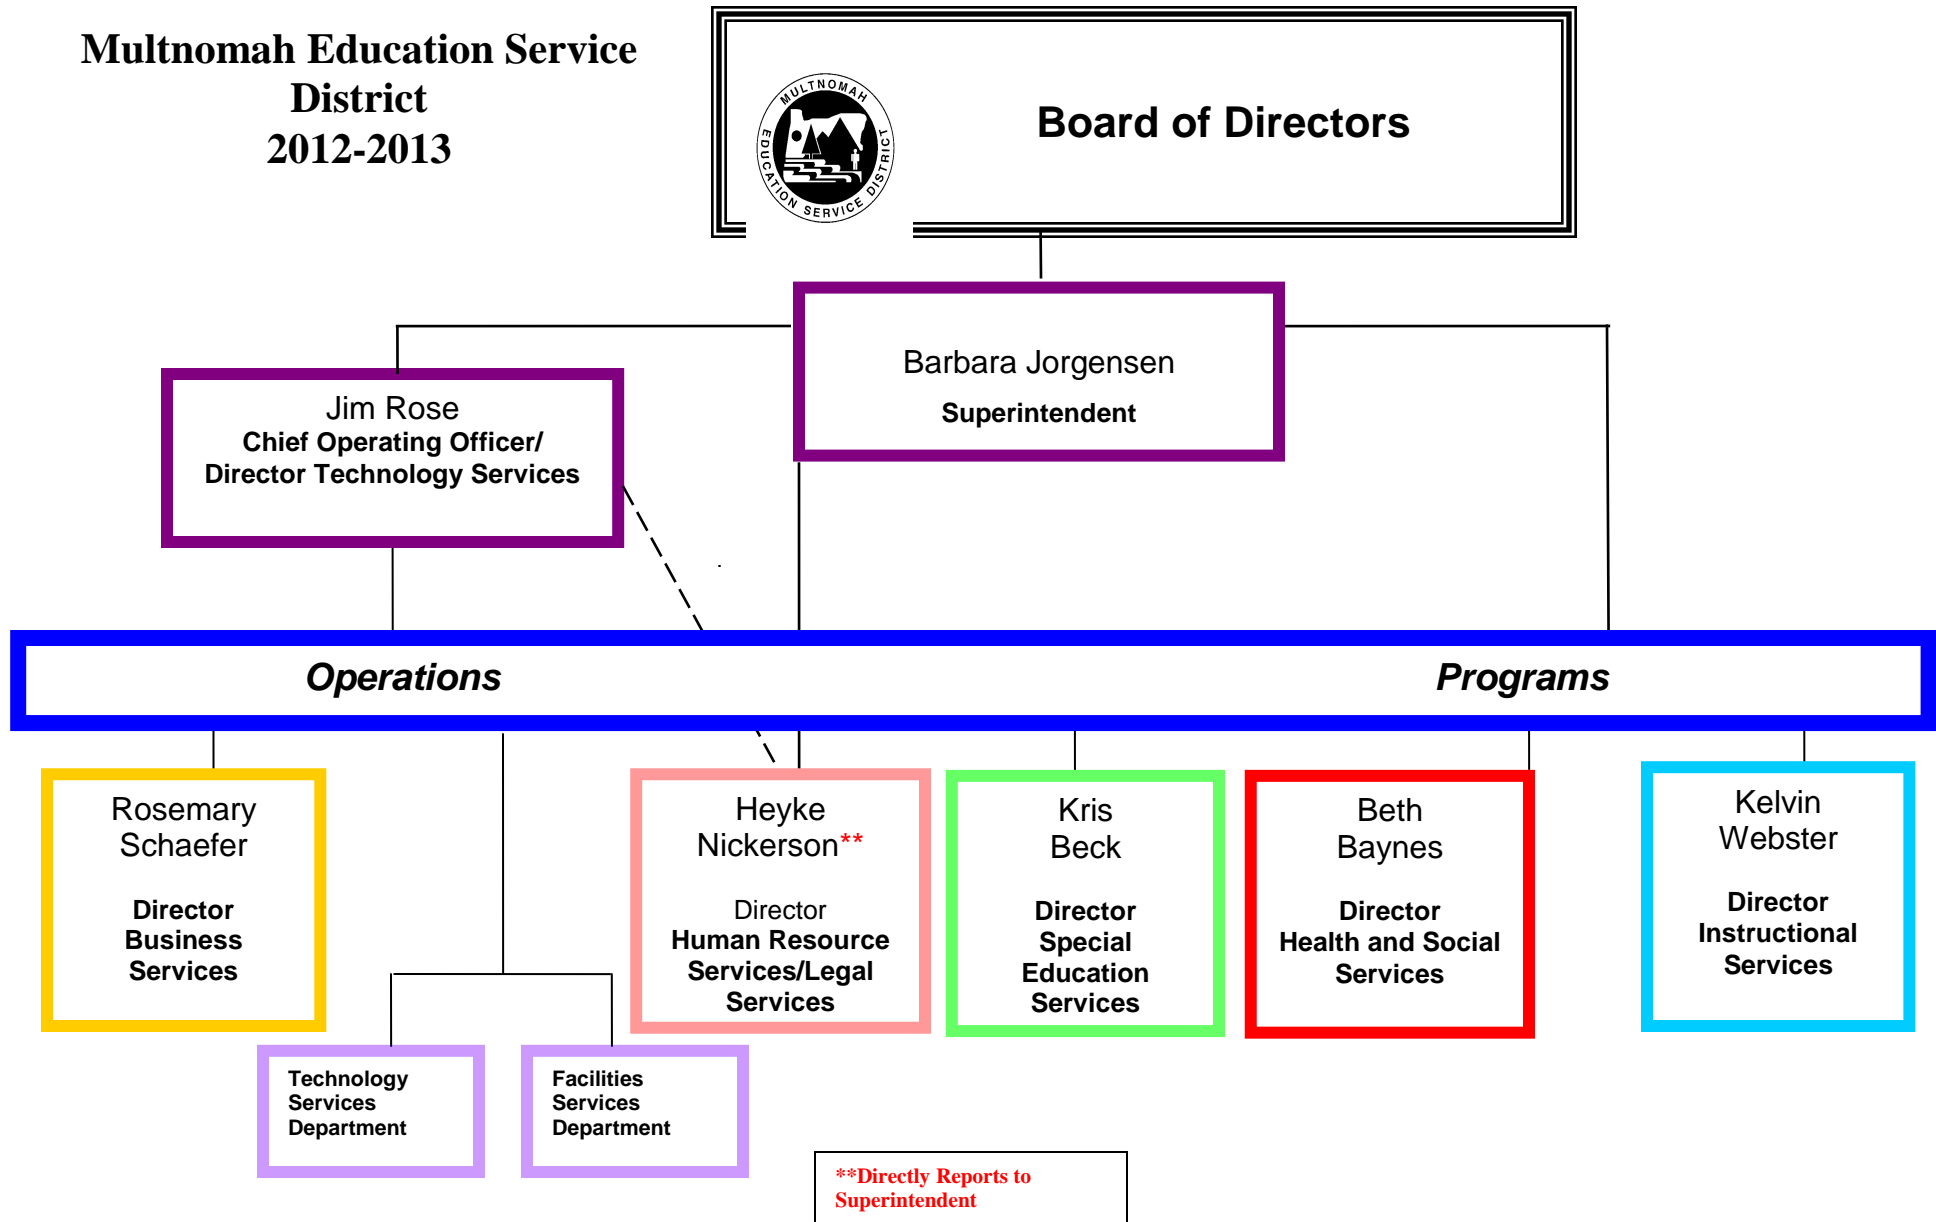 Multnomah Education Service
District
2012-2013
MULTNOMAH
EDUCATION SERVICE DISTRICT
Board of Directors
Barbara Jorgensen
Superintendent
Jim Rose
Chief Operating Officer/
Director Technology Services
Operations
Programs
Rosemary
Schaefer
Director
Business
Services
Heyke
Nickerson**
Director
Human Resource
Services/Legal
Services
Kris
Beck
Director
Special
Education
Services
Beth
Baynes
Director
Health and Social
Services
Kelvin
Webster
Director
Instructional
Services
Technology
Services
Department
Facilities
Services
Department
**Directly Reports to
Superintendent